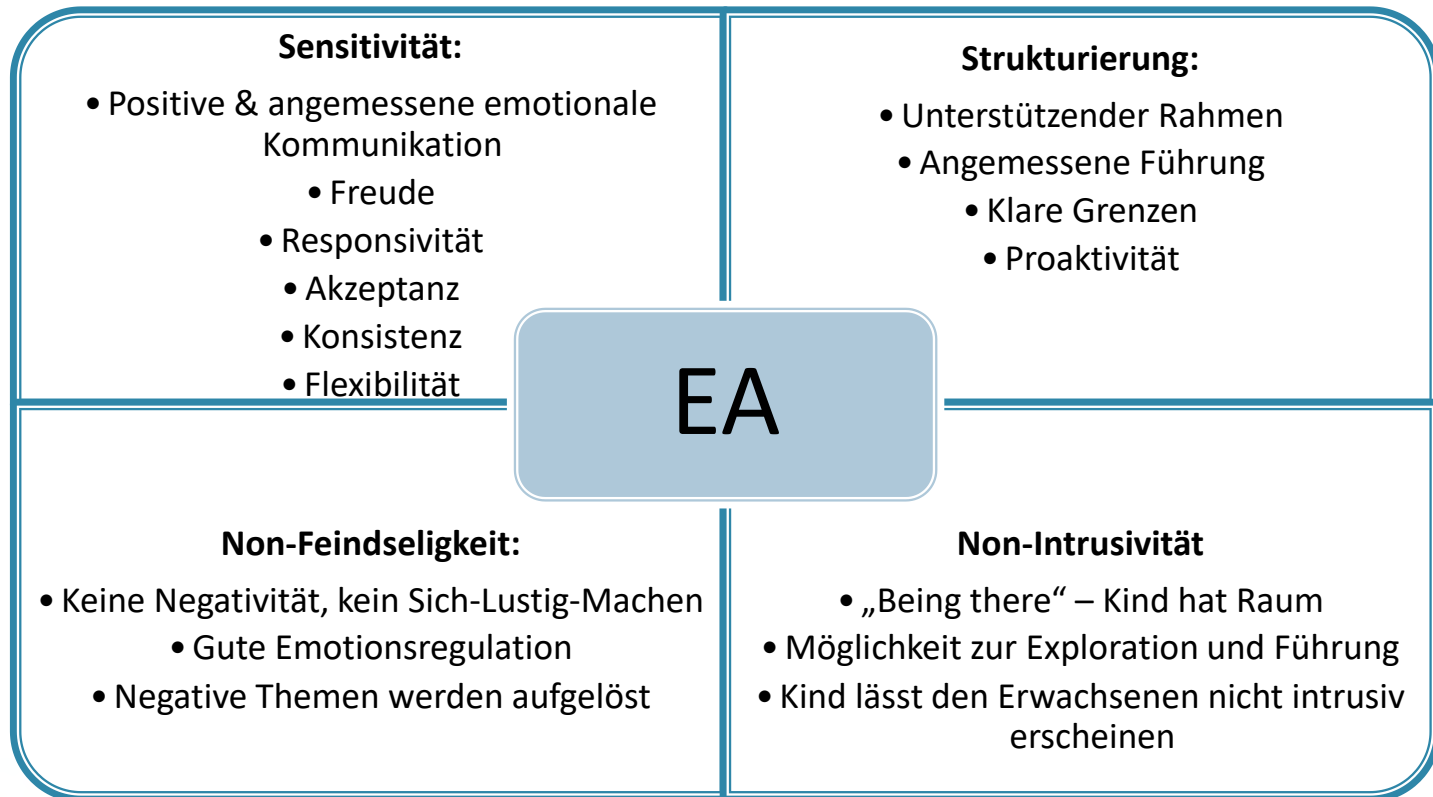 Sensitivität:
• Positive & angemessene emotionale
Kommunikation
• Freude
• Responsivität
• Akzeptanz
• Konsistenz
• Flexibilität
Strukturierung:
• Unterstützender Rahmen
• Angemessene Führung
• Klare Grenzen
• Proaktivität
EA
Non-Feindseligkeit:
• Keine Negativität, kein Sich-Lustig-Machen
• Gute Emotionsregulation
• Negative Themen werden aufgelöst
Non-Intrusivität
• „Being there“ – Kind hat Raum
• Möglichkeit zur Exploration und Führung
• Kind lässt den Erwachsenen nicht intrusiv
erscheinen